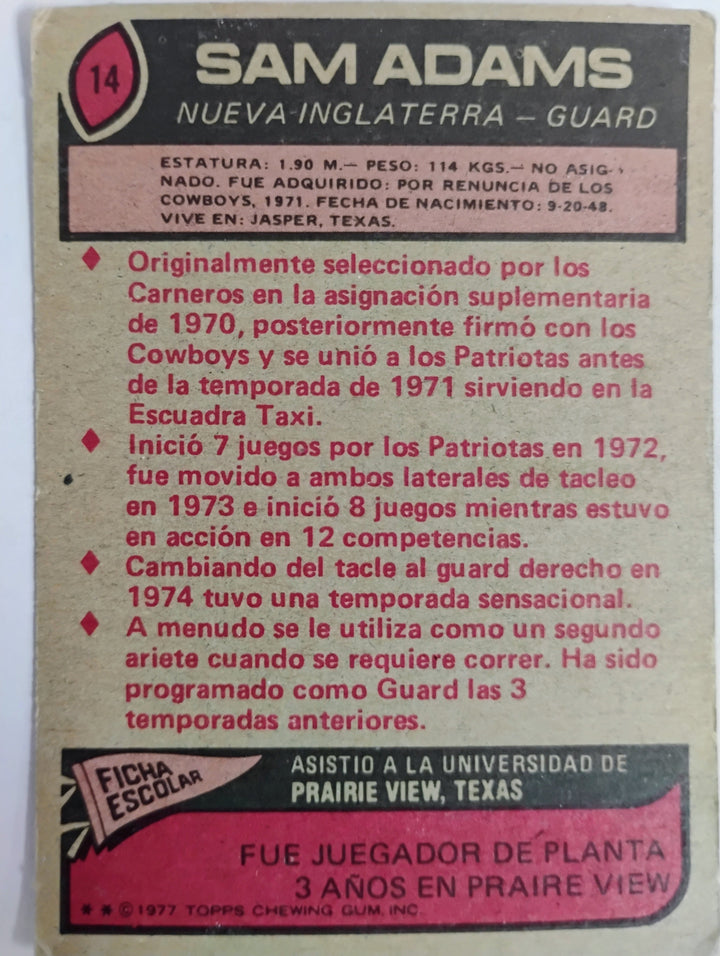 14
SAM ADAMS
NUEVA INGLATERRA — GUARD
ESTATURA: 1.90 M.— PESO: 114 KGS.— NO ASIG-
NADO. FUE ADQUIRIDO: POR RENUNCIA DE LOS
COWBOYS, 1971. FECHA DE NACIMIENTO: 9-20-48.
VIVE EN: JASPER, TEXAS.
♦ Originalmente seleccionado por los
Carneros en la asignación suplementaria
de 1970, posteriormente firmó con los
Cowboys y se unió a los Patriotas antes
de la temporada de 1971 sirviendo en la
Escuadra Taxi.
♦ Inició 7 juegos por los Patriotas en 1972,
fue movido a ambos laterales de tacleo
en 1973 e inició 8 juegos mientras estuvo
en acción en 12 competencias.
♦ Cambiando del tacle al guard derecho en
1974 tuvo una temporada sensacional.
♦ A menudo se le utiliza como un segundo
ariete cuando se requiere correr. Ha sido
programado como Guard las 3
temporadas anteriores.
FICHA
ESCOLAR
ASISTIO A LA UNIVERSIDAD DE
PRAIRIE VIEW, TEXAS
FUE JUEGADOR DE PLANTA
3 AÑOS EN PRAIRE VIEW
* * © 1977 TOPPS CHEWING GUM, INC.